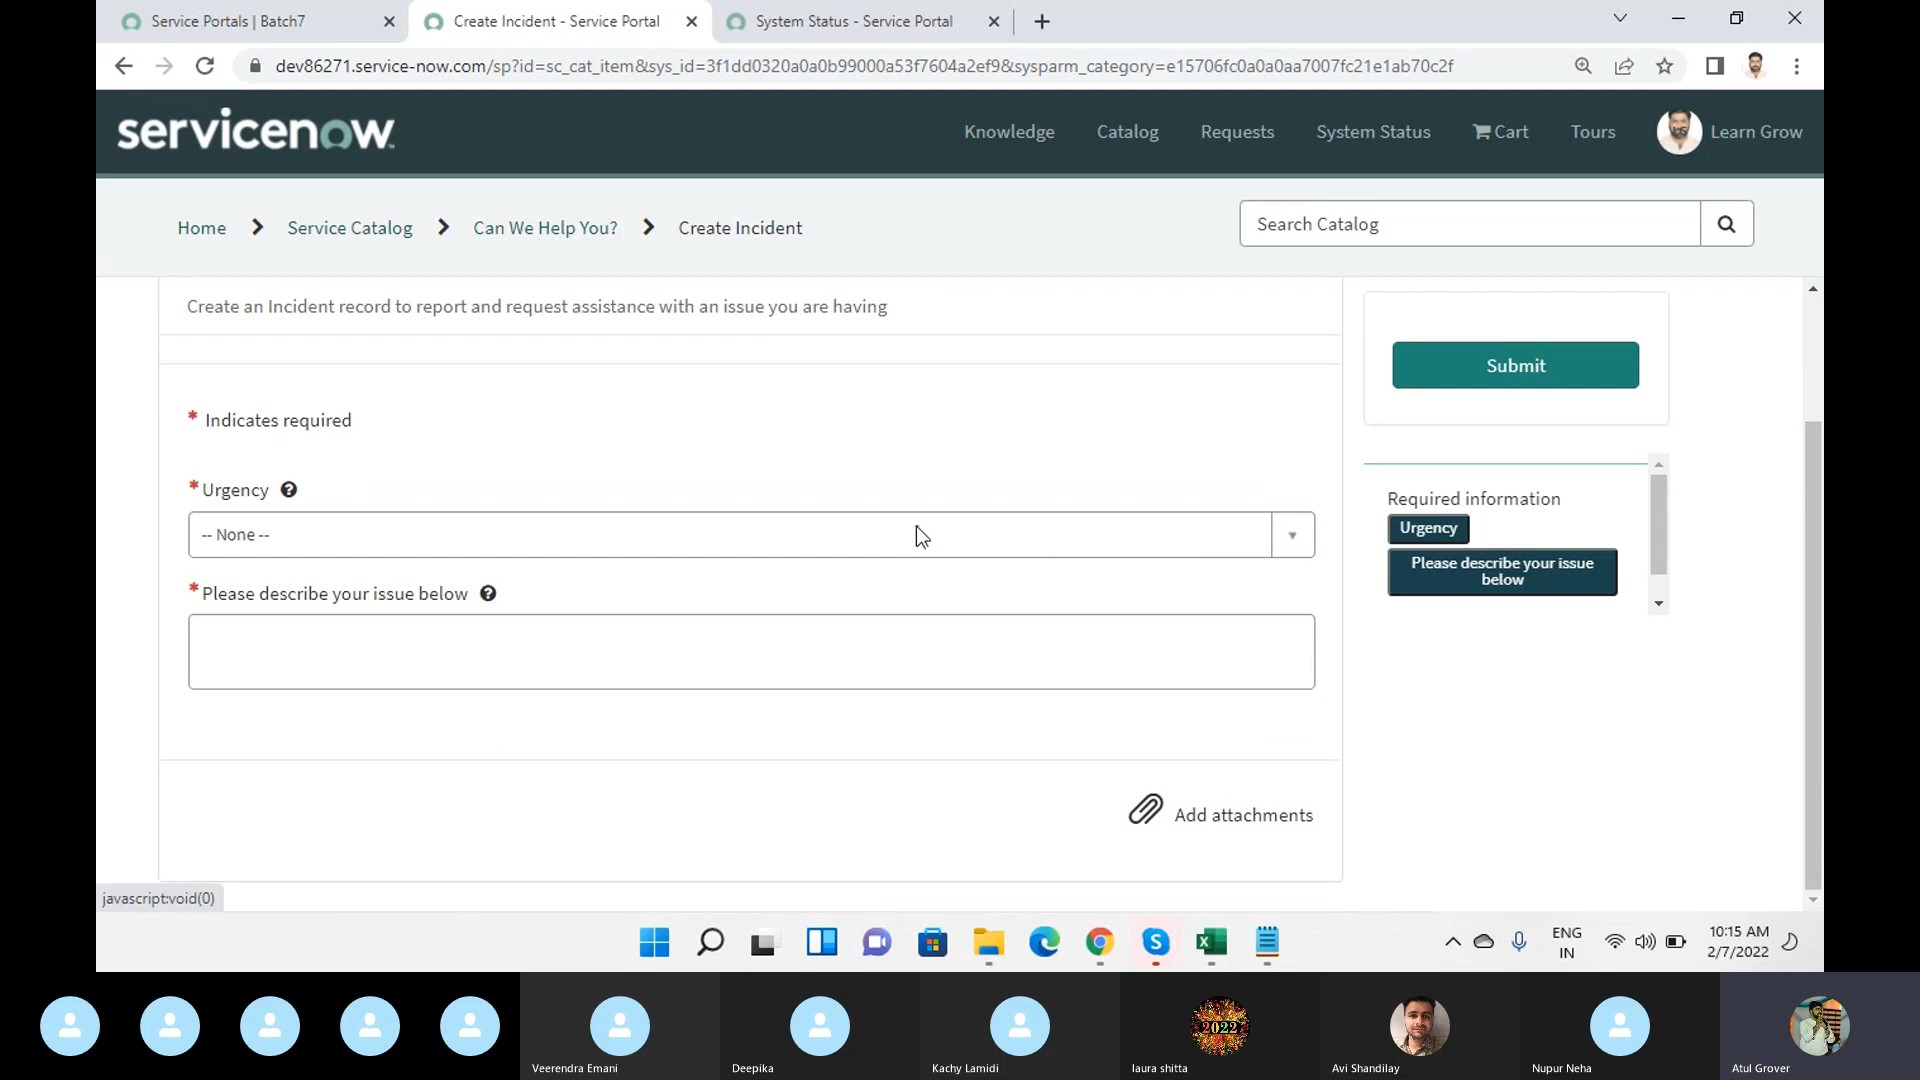 Service Portals | Batch7
Create Incident - Service Portal
System Status - Service Portal
dev86271.service-now.com/sp?id=sc_cat_item&sys_id=3f1dd0320a0a0b99000a53f7604a2ef9&sysparm_category=e15706fc0a0a0aa7007fc21e1ab70c2f
servicenow
Knowledge
Catalog
Requests
System Status
Cart
Tours
Learn Grow
Home
Service Catalog
Can We Help You?
Create Incident
Search Catalog
Create an Incident record to report and request assistance with an issue you are having
Submit
* Indicates required
* Urgency
-- None --
* Please describe your issue below
Required information
Urgency
Please describe your issue
below
Add attachments
javascript:void(0)
ENG
IN
10:15 AM
2/7/2022
2022
Veerendra Emani
Deepika
Kachy Lamidi
laura shitta
Avi Shandilay
Nupur Neha
Atul Grover